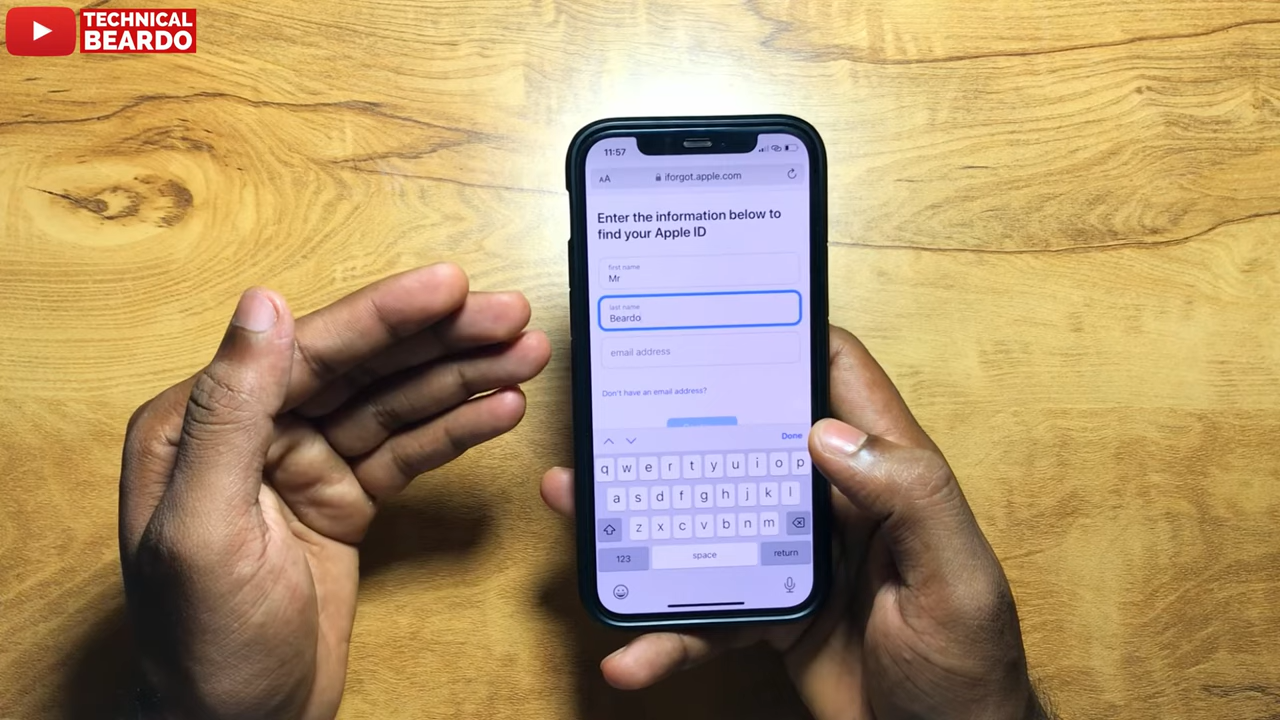 TECHNICAL
BEARDO
11:57
AA
iforgot.apple.com
Enter the information below to
find your Apple ID
first name
Mr
last name
Beardo
email address
Don't have an email address?
Done
q w e r t y u i o p
a s d f g h j k l
z x c v b n m
123 space return